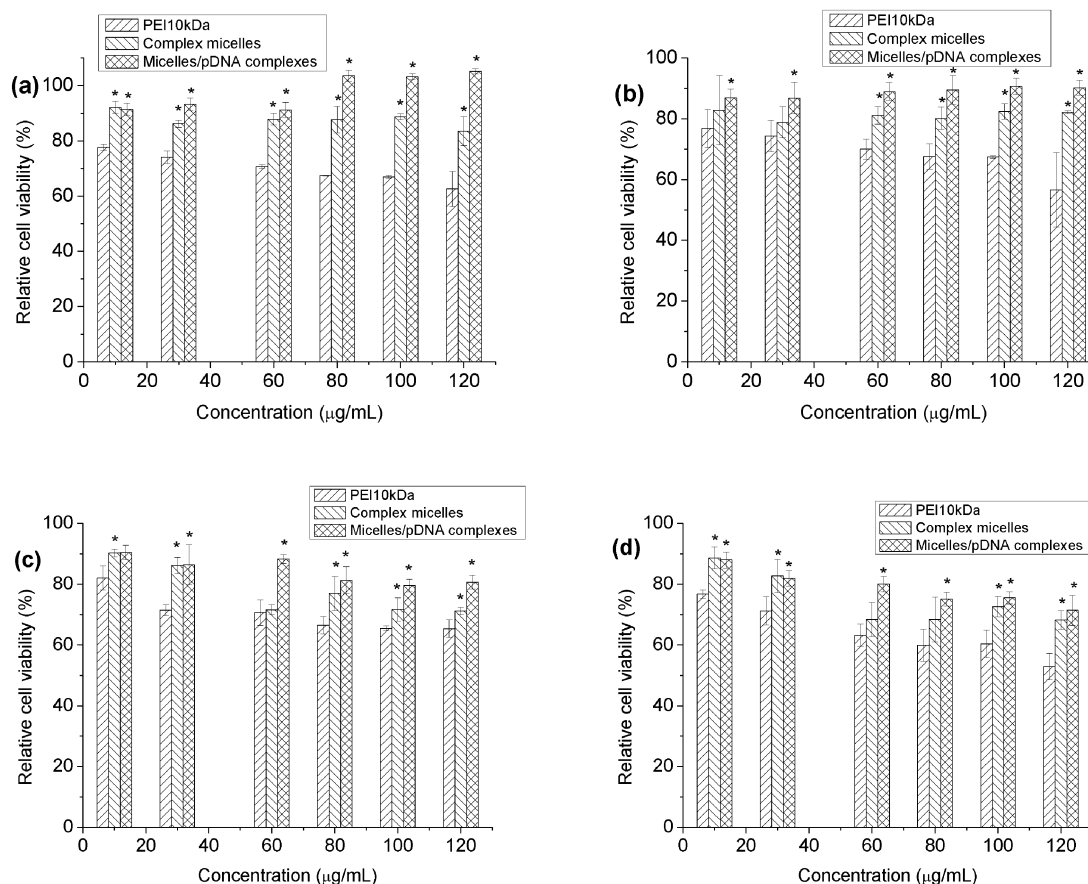 PEI10kDa
Complex micelles
Micelles/pDNA complexes
(a)
Relative cell viability (%)
100
80
60
40
20
0
* * * * * * * * * * * *
0 20 40 60 80 100 120
Concentration (μg/mL)
PEI10kDa
Complex micelles
Micelles/pDNA complexes
(b)
Relative cell viability (%)
100
80
60
40
20
0
* * * * * * * * * *
0 20 40 60 80 100 120
Concentration (μg/mL)
PEI10kDa
Complex micelles
Micelles/pDNA complexes
(c)
Relative cell viability (%)
100
80
60
40
20
0
* * * * * * * * * *
0 20 40 60 80 100 120
Concentration (μg/mL)
PEI10kDa
Complex micelles
Micelles/pDNA complexes
(d)
Relative cell viability (%)
100
80
60
40
20
0
* * * * * * * * * *
0 20 40 60 80 100 120
Concentration (μg/mL)